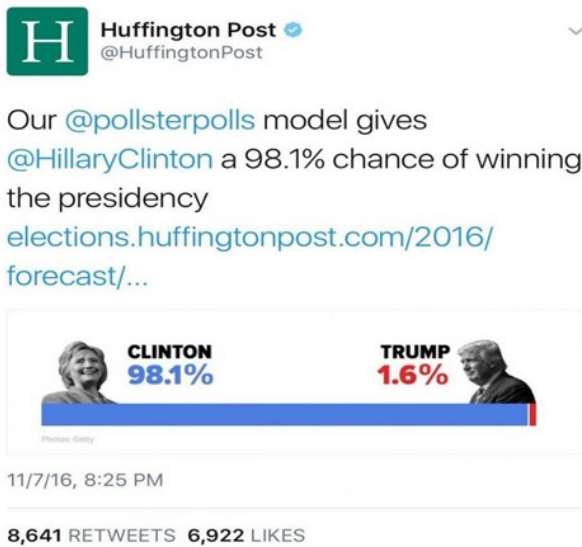 H
Huffington Post
@HuffingtonPost
Our @pollsterpolls model gives
@HillaryClinton a 98.1% chance of winning
the presidency
elections.huffingtonpost.com/2016/
forecast/...
CLINTON
98.1%
TRUMP
1.6%
Photos: Getty
11/7/16, 8:25 PM
8,641 RETWEETS 6,922 LIKES